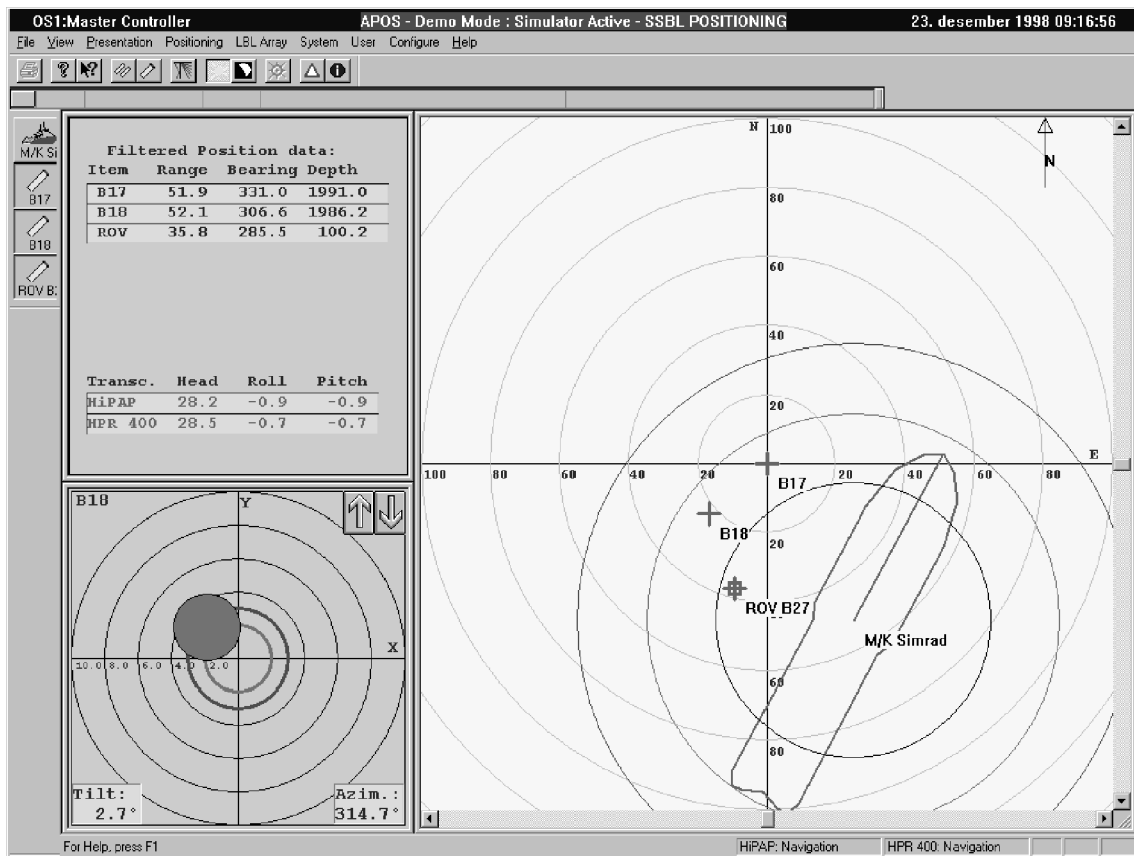 OS1:Master Controller APOS - Demo Mode : Simulator Active - SSBL POSITIONING 23. desember 1998 09:16:56
File View Presentation Positioning LBL Array System User Configure Help
M/K Si
B17
B18
ROV B:
Filtered Position data:
Item Range Bearing Depth
B17 51.9 331.0 1991.0
B18 52.1 306.6 1986.2
ROV 35.8 285.5 100.2
Transc. Head Roll Pitch
HiPAP 28.2 -0.9 -0.9
HPR 400 28.5 -0.7 -0.7
B18
Y
X
10.0 8.0 6.0 4.0 2.0
Tilt: Azim.:
2.7° 314.7°
N 100
N
80
60
40
20
E
100 80 60 40 20 20 40 60 80
B17
B18
20
ROV B27
M/K Simrad
60
80
For Help, press F1 HiPAP: Navigation HPR 400: Navigation